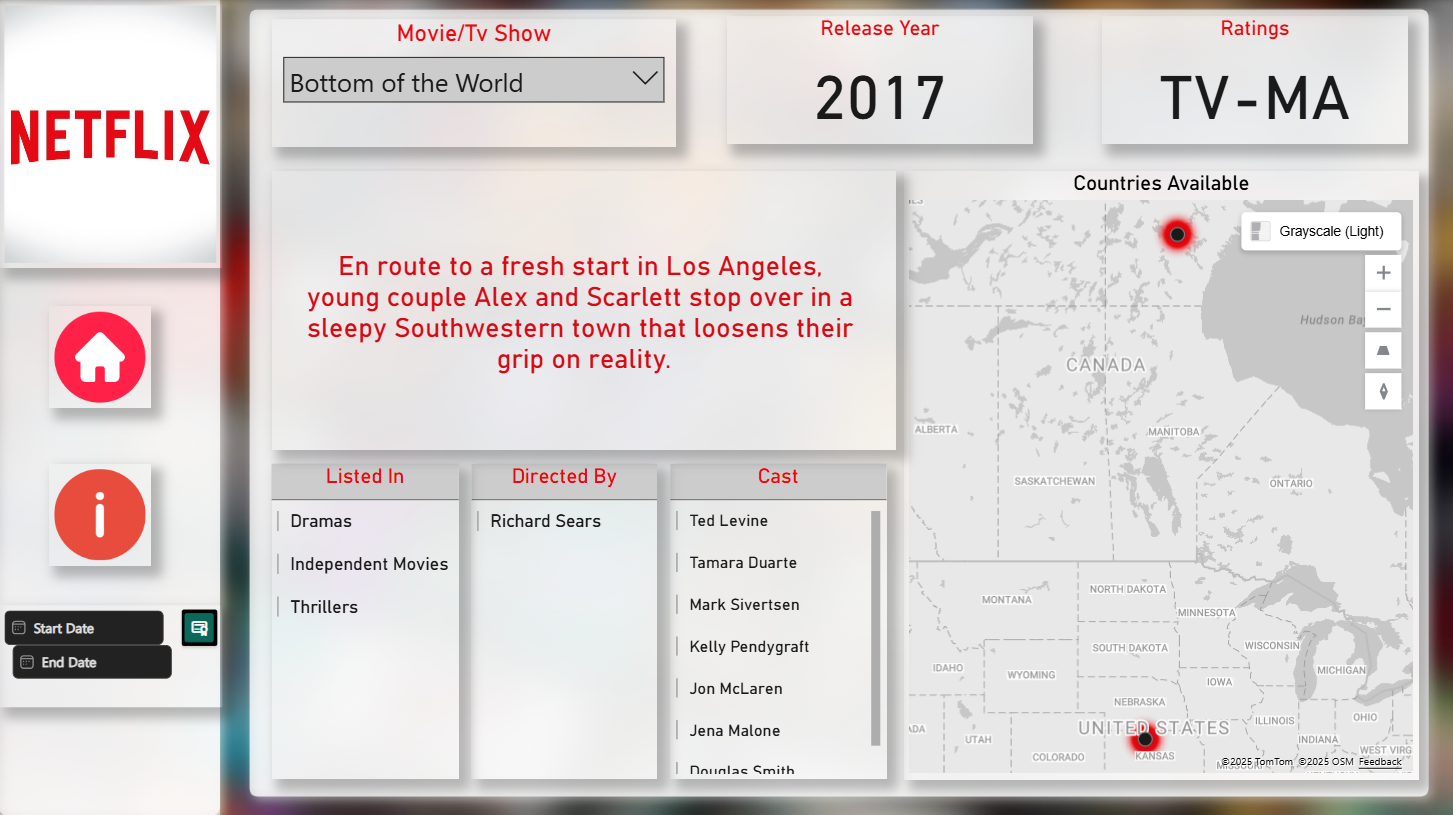 NETFLIX
Start Date
End Date
Movie/Tv Show
Bottom of the World
Release Year
2017
Ratings
TV-MA
En route to a fresh start in Los Angeles,
young couple Alex and Scarlett stop over in a
sleepy Southwestern town that loosens their
grip on reality.
Listed In
Dramas
Independent Movies
Thrillers
Directed By
Richard Sears
Cast
Ted Levine
Tamara Duarte
Mark Sivertsen
Kelly Pendygraft
Jon McLaren
Jena Malone
Douglas Smith
Countries Available
Grayscale (Light)
Hudson Ba
CANADA
ALBERTA
MANITOBA
SASKATCHEWAN
ONTARIO
NORTH DAKOTA
MONTANA
MINNESOTA
WISCONSIN
SOUTH DAKOTA
IDAHO
WYOMING
MICHIGAN
IOWA
NEBRASKA
UNITED STATES
ILLINOIS
OHIO
ADA
UTAH
INDIANA
COLORADO
KANSAS
WEST VIRG
©2025 TomTom ©2025 OSM Feedback